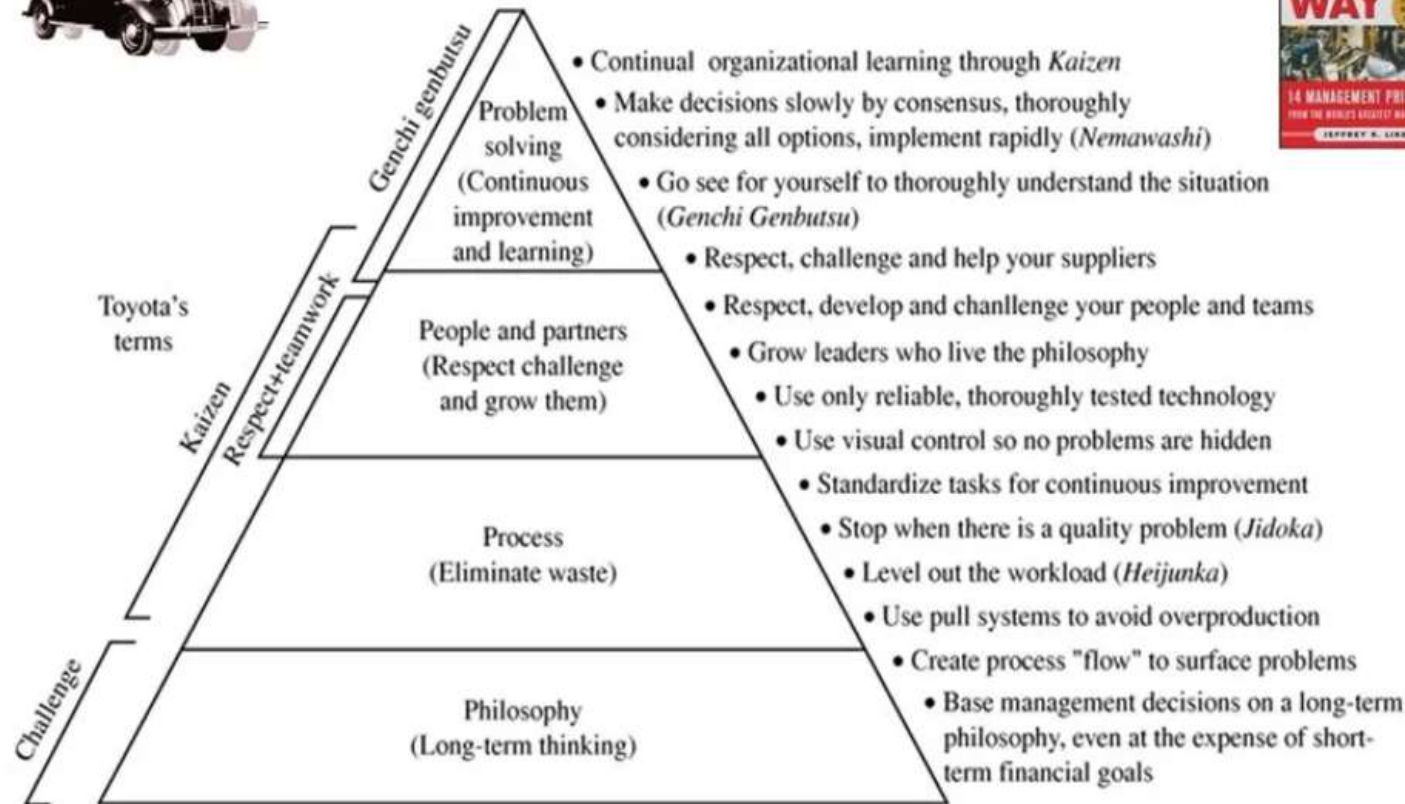 WAY
14 MANAGEMENT
Genchi genbutsu
Problem
solving
(Continuous
improvement
and learning)
• Continual organizational learning through Kaizen
• Make decisions slowly by consensus, thoroughly
considering all options, implement rapidly (Nemawashi)
• Go see for yourself to thoroughly understand the situation
(Genchi Genbutsu)
• Respect, challenge and help your suppliers
Toyota's
terms
Kaizen
Respect+teamwork
People and partners
(Respect challenge
and grow them)
• Respect, develop and chanllenge your people and teams
• Grow leaders who live the philosophy
• Use only reliable, thoroughly tested technology
• Use visual control so no problems are hidden
Process
(Eliminate waste)
• Standardize tasks for continuous improvement
• Stop when there is a quality problem (Jidoka)
• Level out the workload (Heijunka)
• Use pull systems to avoid overproduction
• Create process "flow" to surface problems
Challenge
Philosophy
(Long-term thinking)
• Base management decisions on a long-term
philosophy, even at the expense of short-
term financial goals